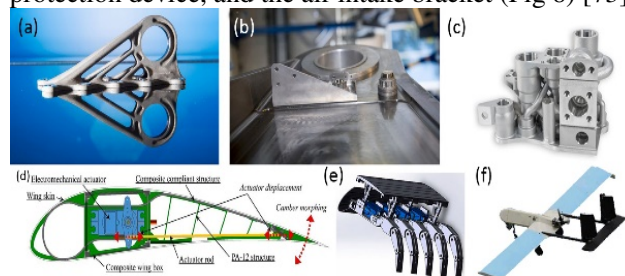 protection device, and the air intake bracket (Fig 8) [75]
(a)
(b)
(c)
(d)
Electromechanical actuator
Composite compliant structure
Wing skin
Actuator displacement
Camber morphing
Composite wing box
Actuator rod
PA-12 structure
(e)
(f)